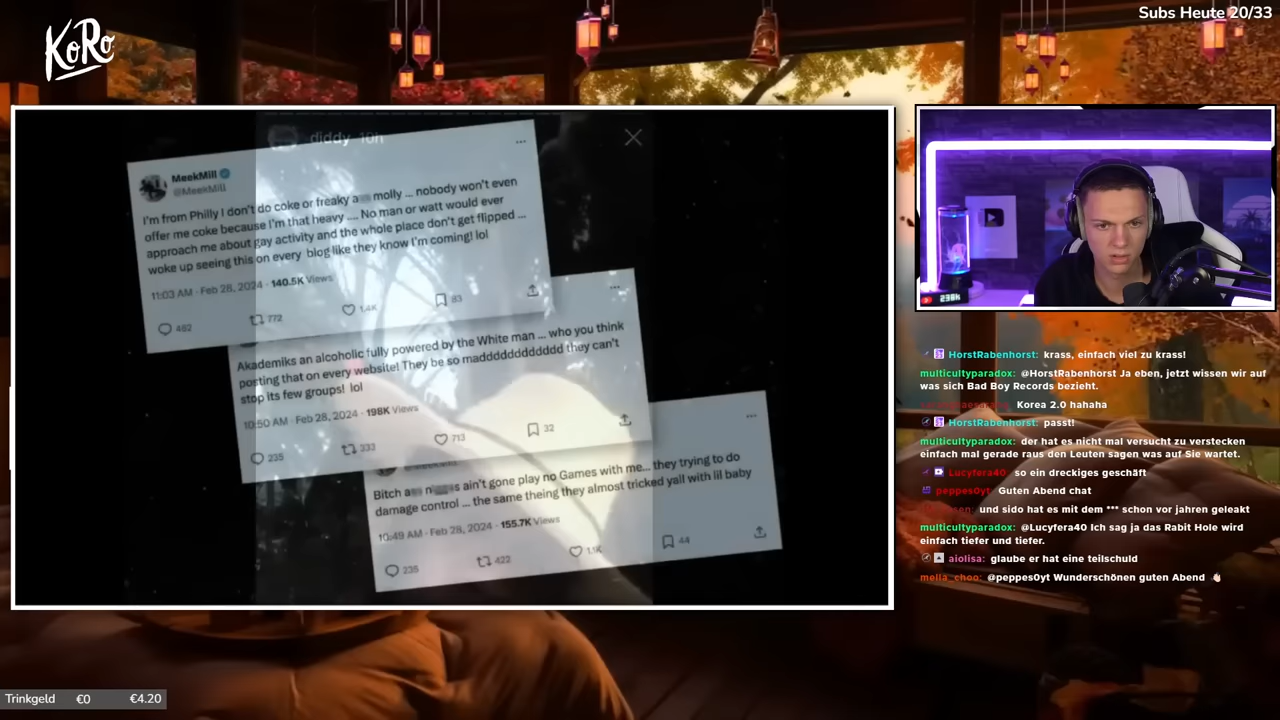 Subs Heute 20/33
KoRo
diddy 10h
MeekMill
@MeekMill
I'm from Philly I don't do coke or freaky a molly ... nobody won't even
offer me coke because I'm that heavy .... No man or watt would ever
approach me about gay activity and the whole place don't get flipped ...
woke up seeing this on every blog like they know I'm coming! lol
11:03 AM · Feb 28, 2024 · 140.5K Views
482 772 1.4K 83
Akademiks an alcoholic fully powered by the White man ... who you think
posting that on every website! They be so madddddddddddd they can't
stop its few groups! lol
10:50 AM · Feb 28, 2024 · 198K Views
235 333 713 32
Bitch a n s ain't gone play no Games with me... they trying to do
damage control ... the same theing they almost tricked yall with lil baby
10:49 AM · Feb 28, 2024 · 155.7K Views
235 422 1.1K 44
238k
HorstRabenhorst: krass, einfach viel zu krass!
multicultyparadox: @HorstRabenhorst Ja eben, jetzt wissen wir auf
was sich Bad Boy Records bezieht.
Korea 2.0 hahaha
HorstRabenhorst: passt!
multicultyparadox: der hat es nicht mal versucht zu verstecken
einfach mal gerade raus den Leuten sagen was auf Sie wartet.
Lucyfera40: so ein dreckiges geschäft
peppes0yt: Guten Abend chat
und sido hat es mit dem *** schon vor jahren geleakt
multicultyparadox: @Lucyfera40 Ich sag ja das Rabit Hole wird
einfach tiefer und tiefer.
aiolisa: glaube er hat eine teilschuld
mella_choo: @peppes0yt Wunderschönen guten Abend
Trinkgeld €0 €4.20